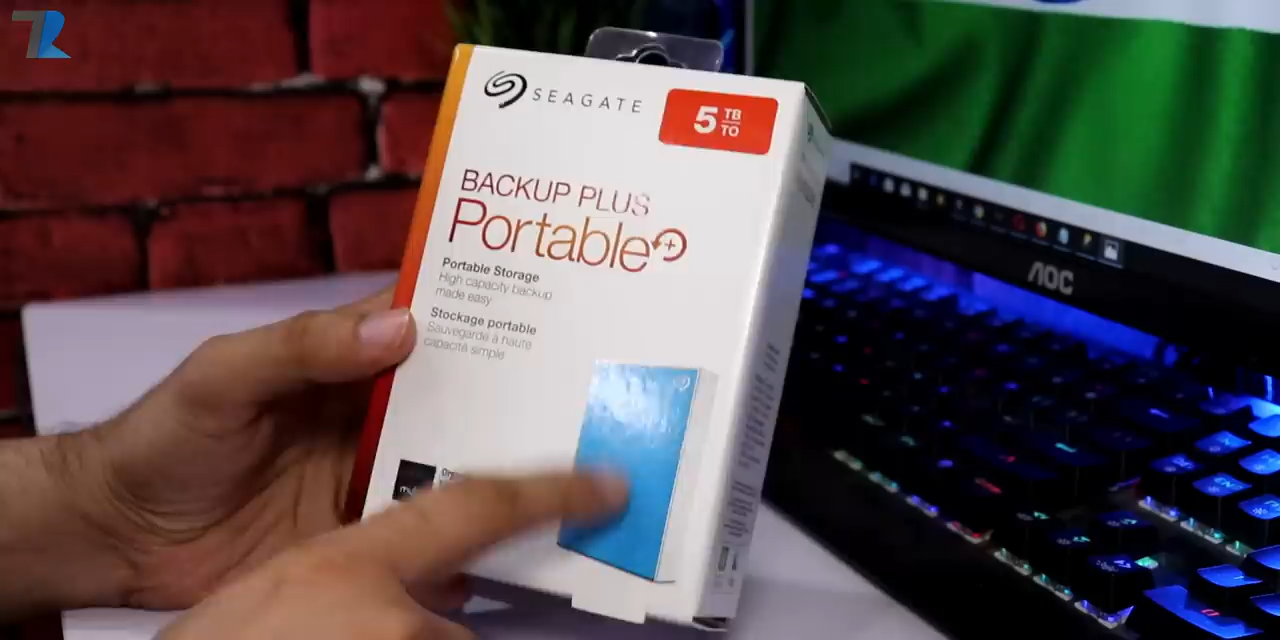 SEAGATE
5 TB
TO
BACKUP PLUS
Portable
Portable Storage
High capacity backup
made easy
Stockage portable
Sauvegarde à haute
capacité simple
AOC